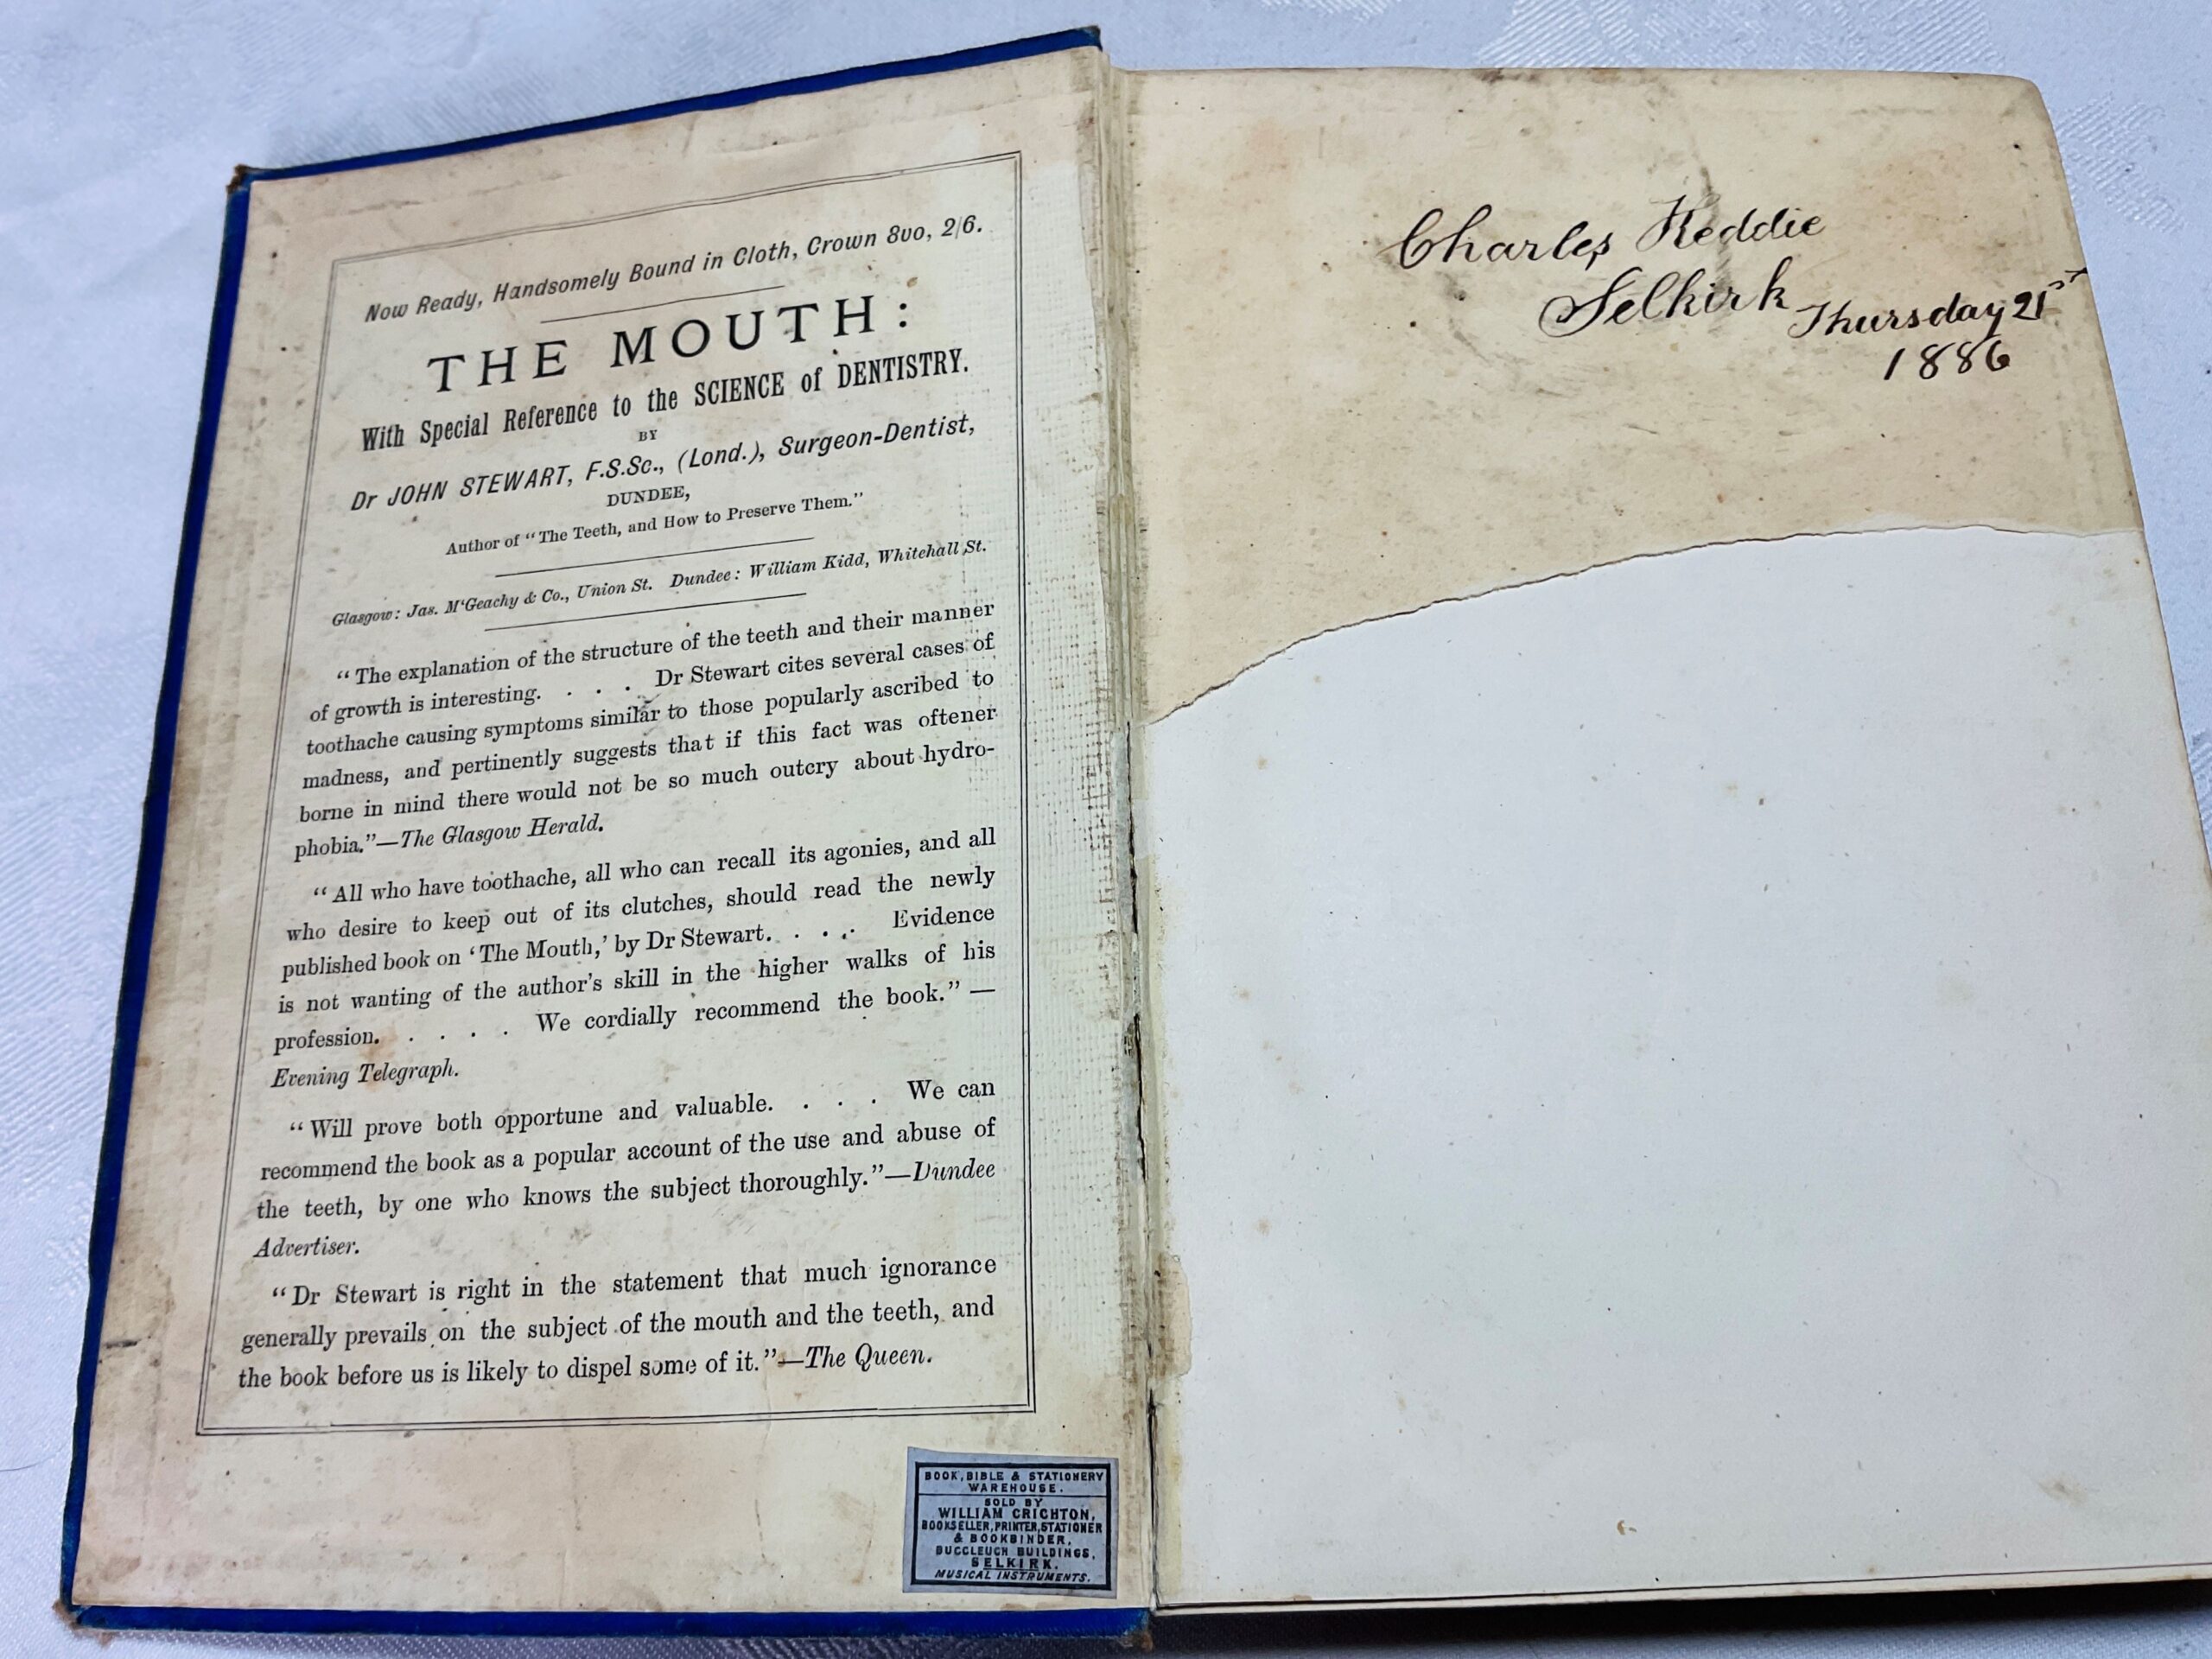 Now Ready, Handsomely Bound in Cloth, Crown 8vo, 2/6.
THE MOUTH:
With Special Reference to the SCIENCE of DENTISTRY.
BY
Dr JOHN STEWART, F.S.Sc., (Lond.), Surgeon-Dentist,
DUNDEE,
Author of "The Teeth, and How to Preserve Them."
Glasgow: Jas. M'Geachy & Co., Union St. Dundee: William Kidd, Whitehall St.
"The explanation of the structure of the teeth and their manner
of growth is interesting. . . . Dr Stewart cites several cases of
toothache causing symptoms similar to those popularly ascribed to
madness, and pertinently suggests that if this fact was oftener
borne in mind there would not be so much outcry about hydro-
phobia."—The Glasgow Herald.
"All who have toothache, all who can recall its agonies, and all
who desire to keep out of its clutches, should read the newly
published book on 'The Mouth,' by Dr Stewart. . . . Evidence
is not wanting of the author's skill in the higher walks of his
profession. . . . . We cordially recommend the book." —
Evening Telegraph.
"Will prove both opportune and valuable. . . . We can
recommend the book as a popular account of the use and abuse of
the teeth, by one who knows the subject thoroughly."—Dundee
Advertiser.
"Dr Stewart is right in the statement that much ignorance
generally prevails on the subject of the mouth and the teeth, and
the book before us is likely to dispel some of it."—The Queen.
BOOK, BIBLE & STATIONERY
WAREHOUSE.
SOLD BY
WILLIAM CRICHTON,
BOOKSELLER, PRINTER, STATIONER
& BOOKBINDER,
BUCCLEUCH BUILDINGS,
SELKIRK.
MUSICAL INSTRUMENTS.
Charles Keddie
Selkirk Thursday 21st
1886